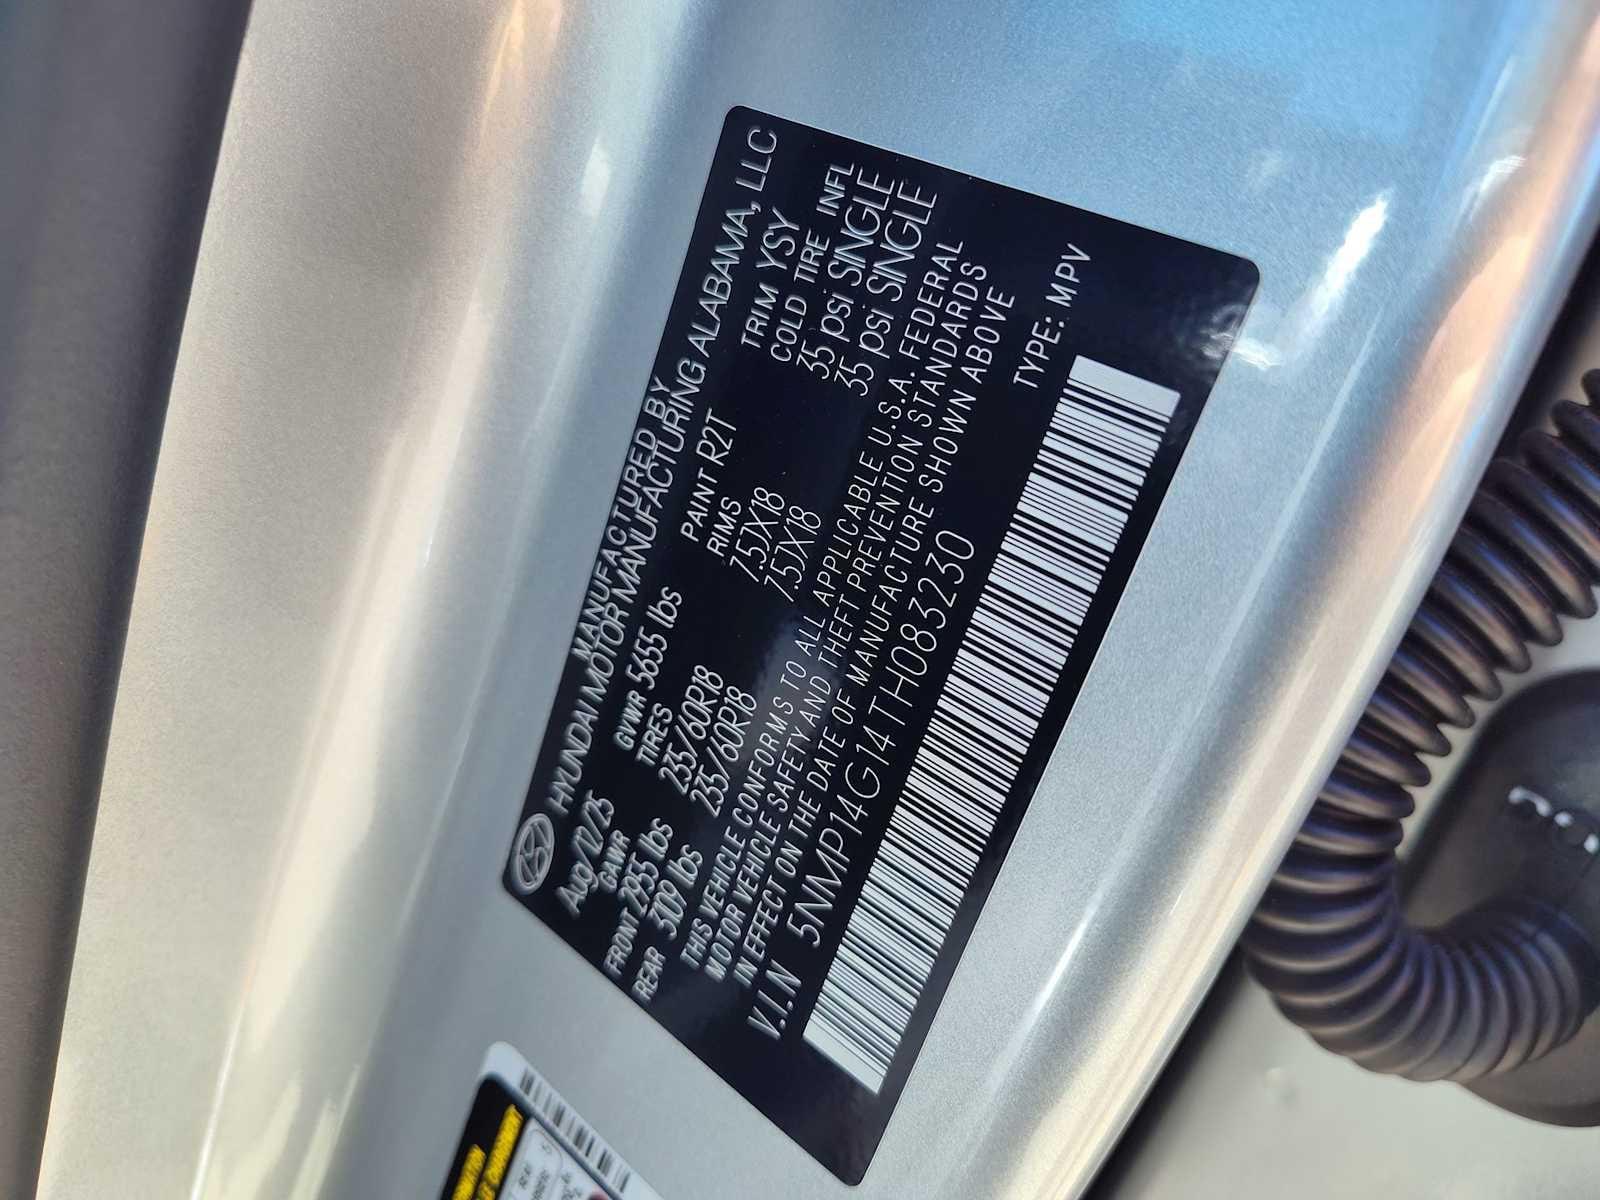 MANUFACTURED BY
HYUNDAI MOTOR MANUFACTURING ALABAMA, LLC
Aug/12/25 GVWR 5655 lbs PAINT R2T TRIM YSY
GAWR TIRES RIMS COLD TIRE INFL
FRONT 2955 lbs 235/60R18 7.5JX18 35 psi SINGLE
REAR 3109 lbs 235/60R18 7.5JX18 35 psi SINGLE
THIS VEHICLE CONFORMS TO ALL APPLICABLE U.S.A. FEDERAL
MOTOR VEHICLE SAFETY AND THEFT PREVENTION STANDARDS
IN EFFECT ON THE DATE OF MANUFACTURE SHOWN ABOVE
V.I.N 5NMP14G14TH083230
TYPE: MPV